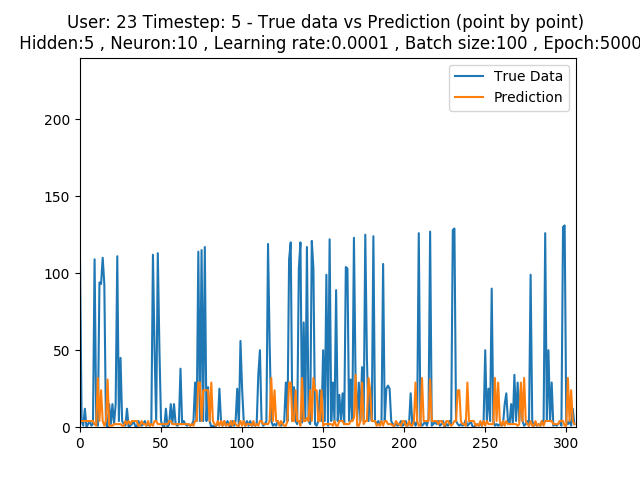 User: 23 Timestep: 5 - True data vs Prediction (point by point)
Hidden:5 , Neuron:10 , Learning rate:0.0001 , Batch size:100 , Epoch:5000
True Data
Prediction
200
150
100
50
0
0 50 100 150 200 250 300